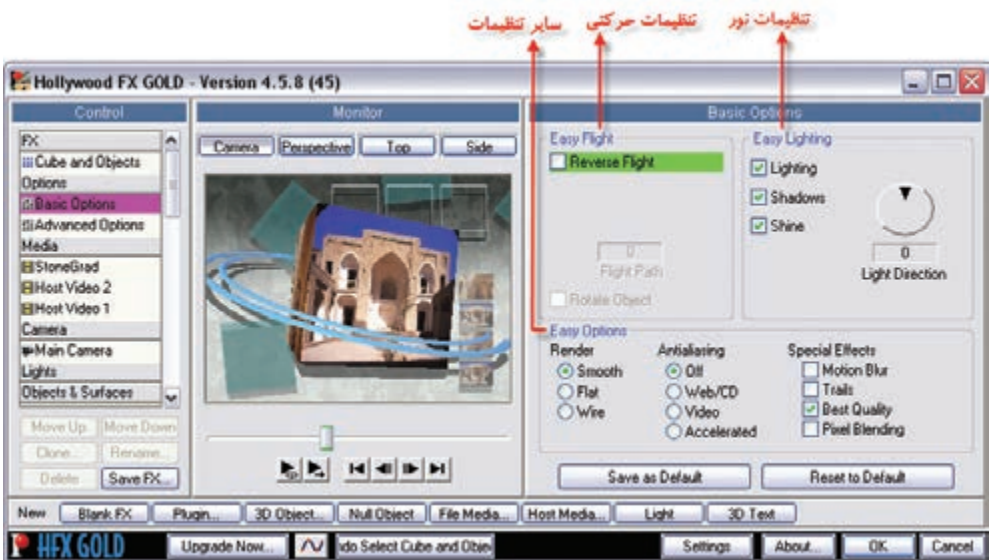 سایر تنظیمات تنظیمات حرکتی تنظیمات نور
Hollywood FX GOLD - Version 4.5.8 (45)
Control Monitor Basic Options
FX
Cube and Objects
Options
Basic Options
Advanced Options
Media
StoneGrad
Host Video 2
Host Video 1
Camera
Main Camera
Lights
Objects & Surfaces
Move Up Move Down
Clone... Rename...
Delete Save FX...
Camera Perspective Top Side
Easy Flight
Reverse Flight
0
Flight Path
Rotate Object
Easy Lighting
Lighting
Shadows
Shine
0
Light Direction
Easy Options
Render Antialiasing Special Effects
Smooth Off Motion Blur
Flat Web/CD Trails
Wire Video Best Quality
Accelerated Pixel Blending
Save as Default Reset to Default
New Blank FX Plugin... 3D Object... Null Object File Media... Host Media... Light 3D Text
HFX GOLD Upgrade Now... do Select Cube and Obje Settings About... OK Cancel